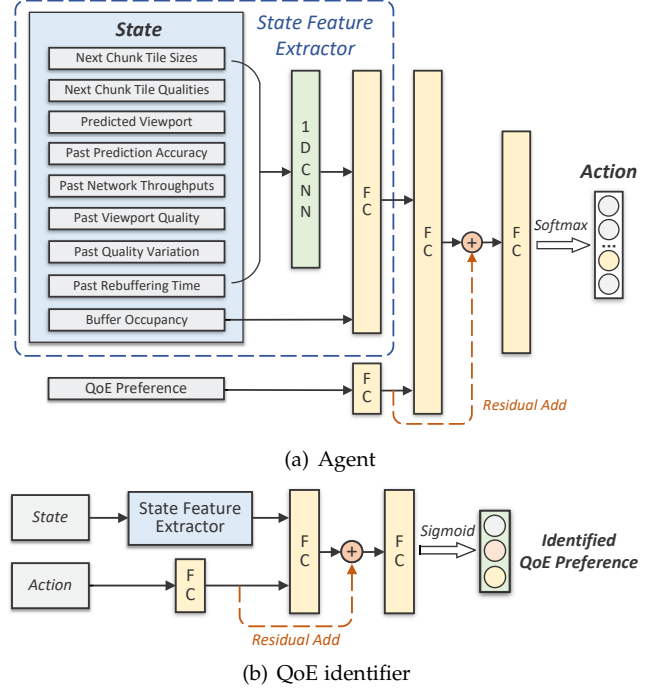 State
State Feature
Extractor
Next Chunk Tile Sizes
Next Chunk Tile Qualities
Predicted Viewport
Past Prediction Accuracy
Past Network Throughputs
Past Viewport Quality
Past Quality Variation
Past Rebuffering Time
Buffer Occupancy
QoE Preference
1
D
C
N
N
F
C
F
C
F
C
F
C
Residual Add
Softmax
Action
...
(a) Agent
State
State Feature
Extractor
Action
F
C
F
C
F
C
Residual Add
Sigmoid
Identified
QoE Preference
(b) QoE identifier